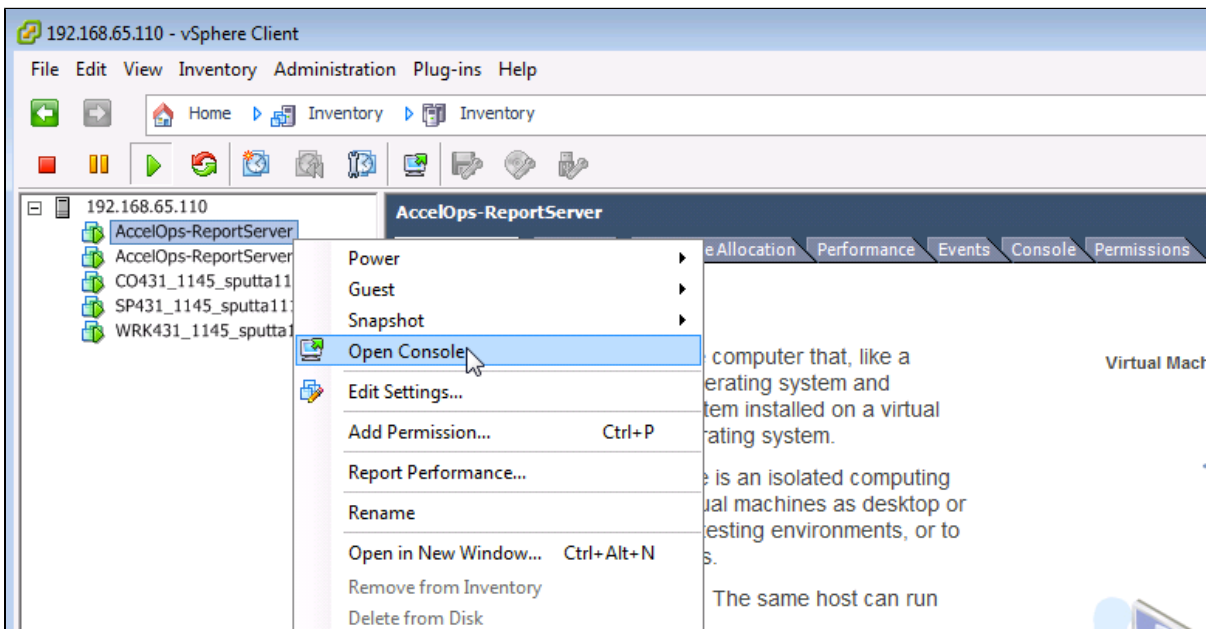 192.168.65.110 - vSphere Client
File Edit View Inventory Administration Plug-ins Help
Home Inventory Inventory
192.168.65.110
AccelOps-ReportServer
AccelOps-ReportServer
CO431_1145_sputta11
SP431_1145_sputta11
WRK431_1145_sputta1
AccelOps-ReportServer
e Allocation Performance Events Console Permissions
Power
Guest
Snapshot
Open Console
Edit Settings...
Add Permission... Ctrl+P
Report Performance...
Rename
Open in New Window... Ctrl+Alt+N
Remove from Inventory
Delete from Disk
computer that, like a
erating system and
tem installed on a virtual
rating system.
e is an isolated computing
ual machines as desktop or
testing environments, or to
s.
The same host can run
Virtual Mach